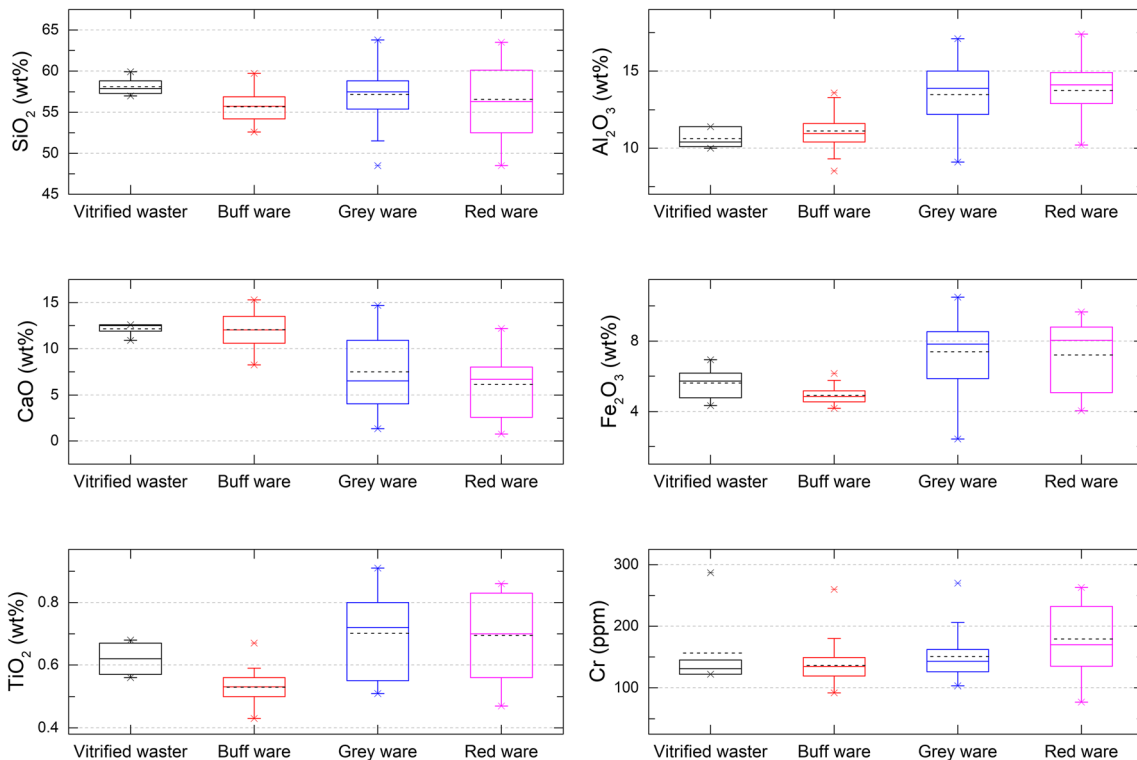 SiO2 (wt%)
65
60
55
50
45
Vitrified waster Buff ware Grey ware Red ware
Al2O3 (wt%)
15
10
Vitrified waster Buff ware Grey ware Red ware
CaO (wt%)
15
10
5
0
Vitrified waster Buff ware Grey ware Red ware
Fe2O3 (wt%)
8
4
Vitrified waster Buff ware Grey ware Red ware
TiO2 (wt%)
0.8
0.6
0.4
Vitrified waster Buff ware Grey ware Red ware
Cr (ppm)
300
200
100
Vitrified waster Buff ware Grey ware Red ware